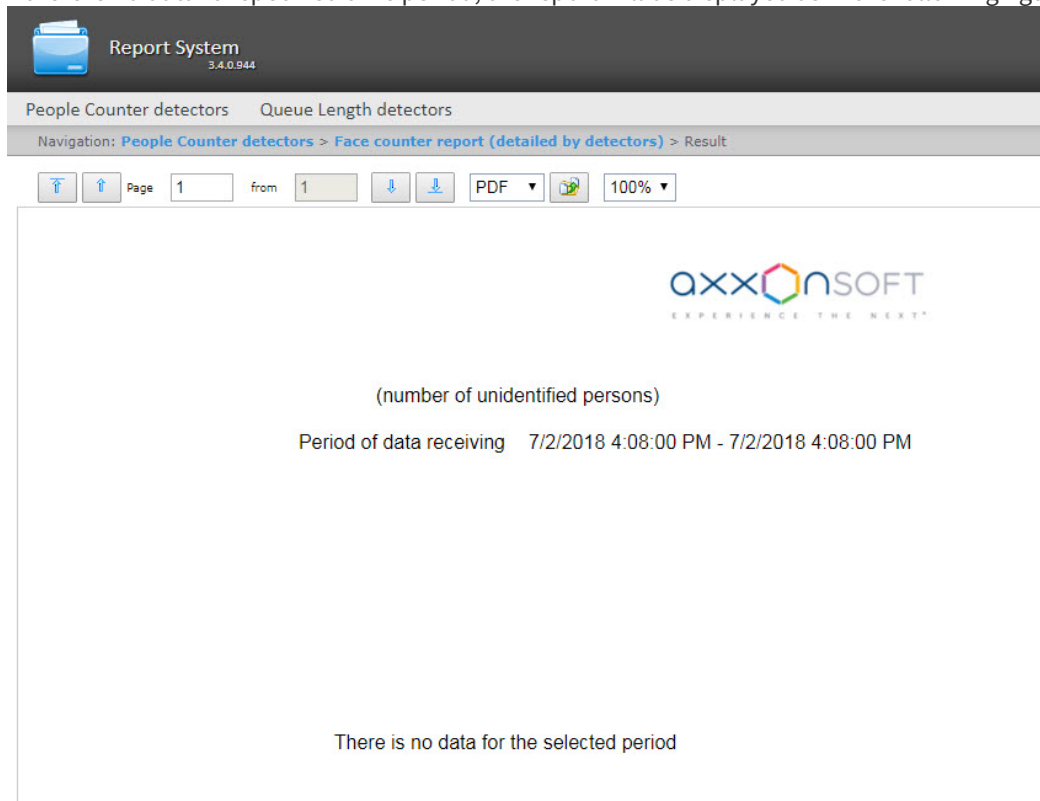 Report System
3.4.0.944
People Counter detectors Queue Length detectors
Navigation: People Counter detectors > Face counter report (detailed by detectors) > Result
Page 1 from 1 PDF 100%
axxonsoft
EXPERIENCE THE NEXT
(number of unidentified persons)
Period of data receiving 7/2/2018 4:08:00 PM - 7/2/2018 4:08:00 PM
There is no data for the selected period